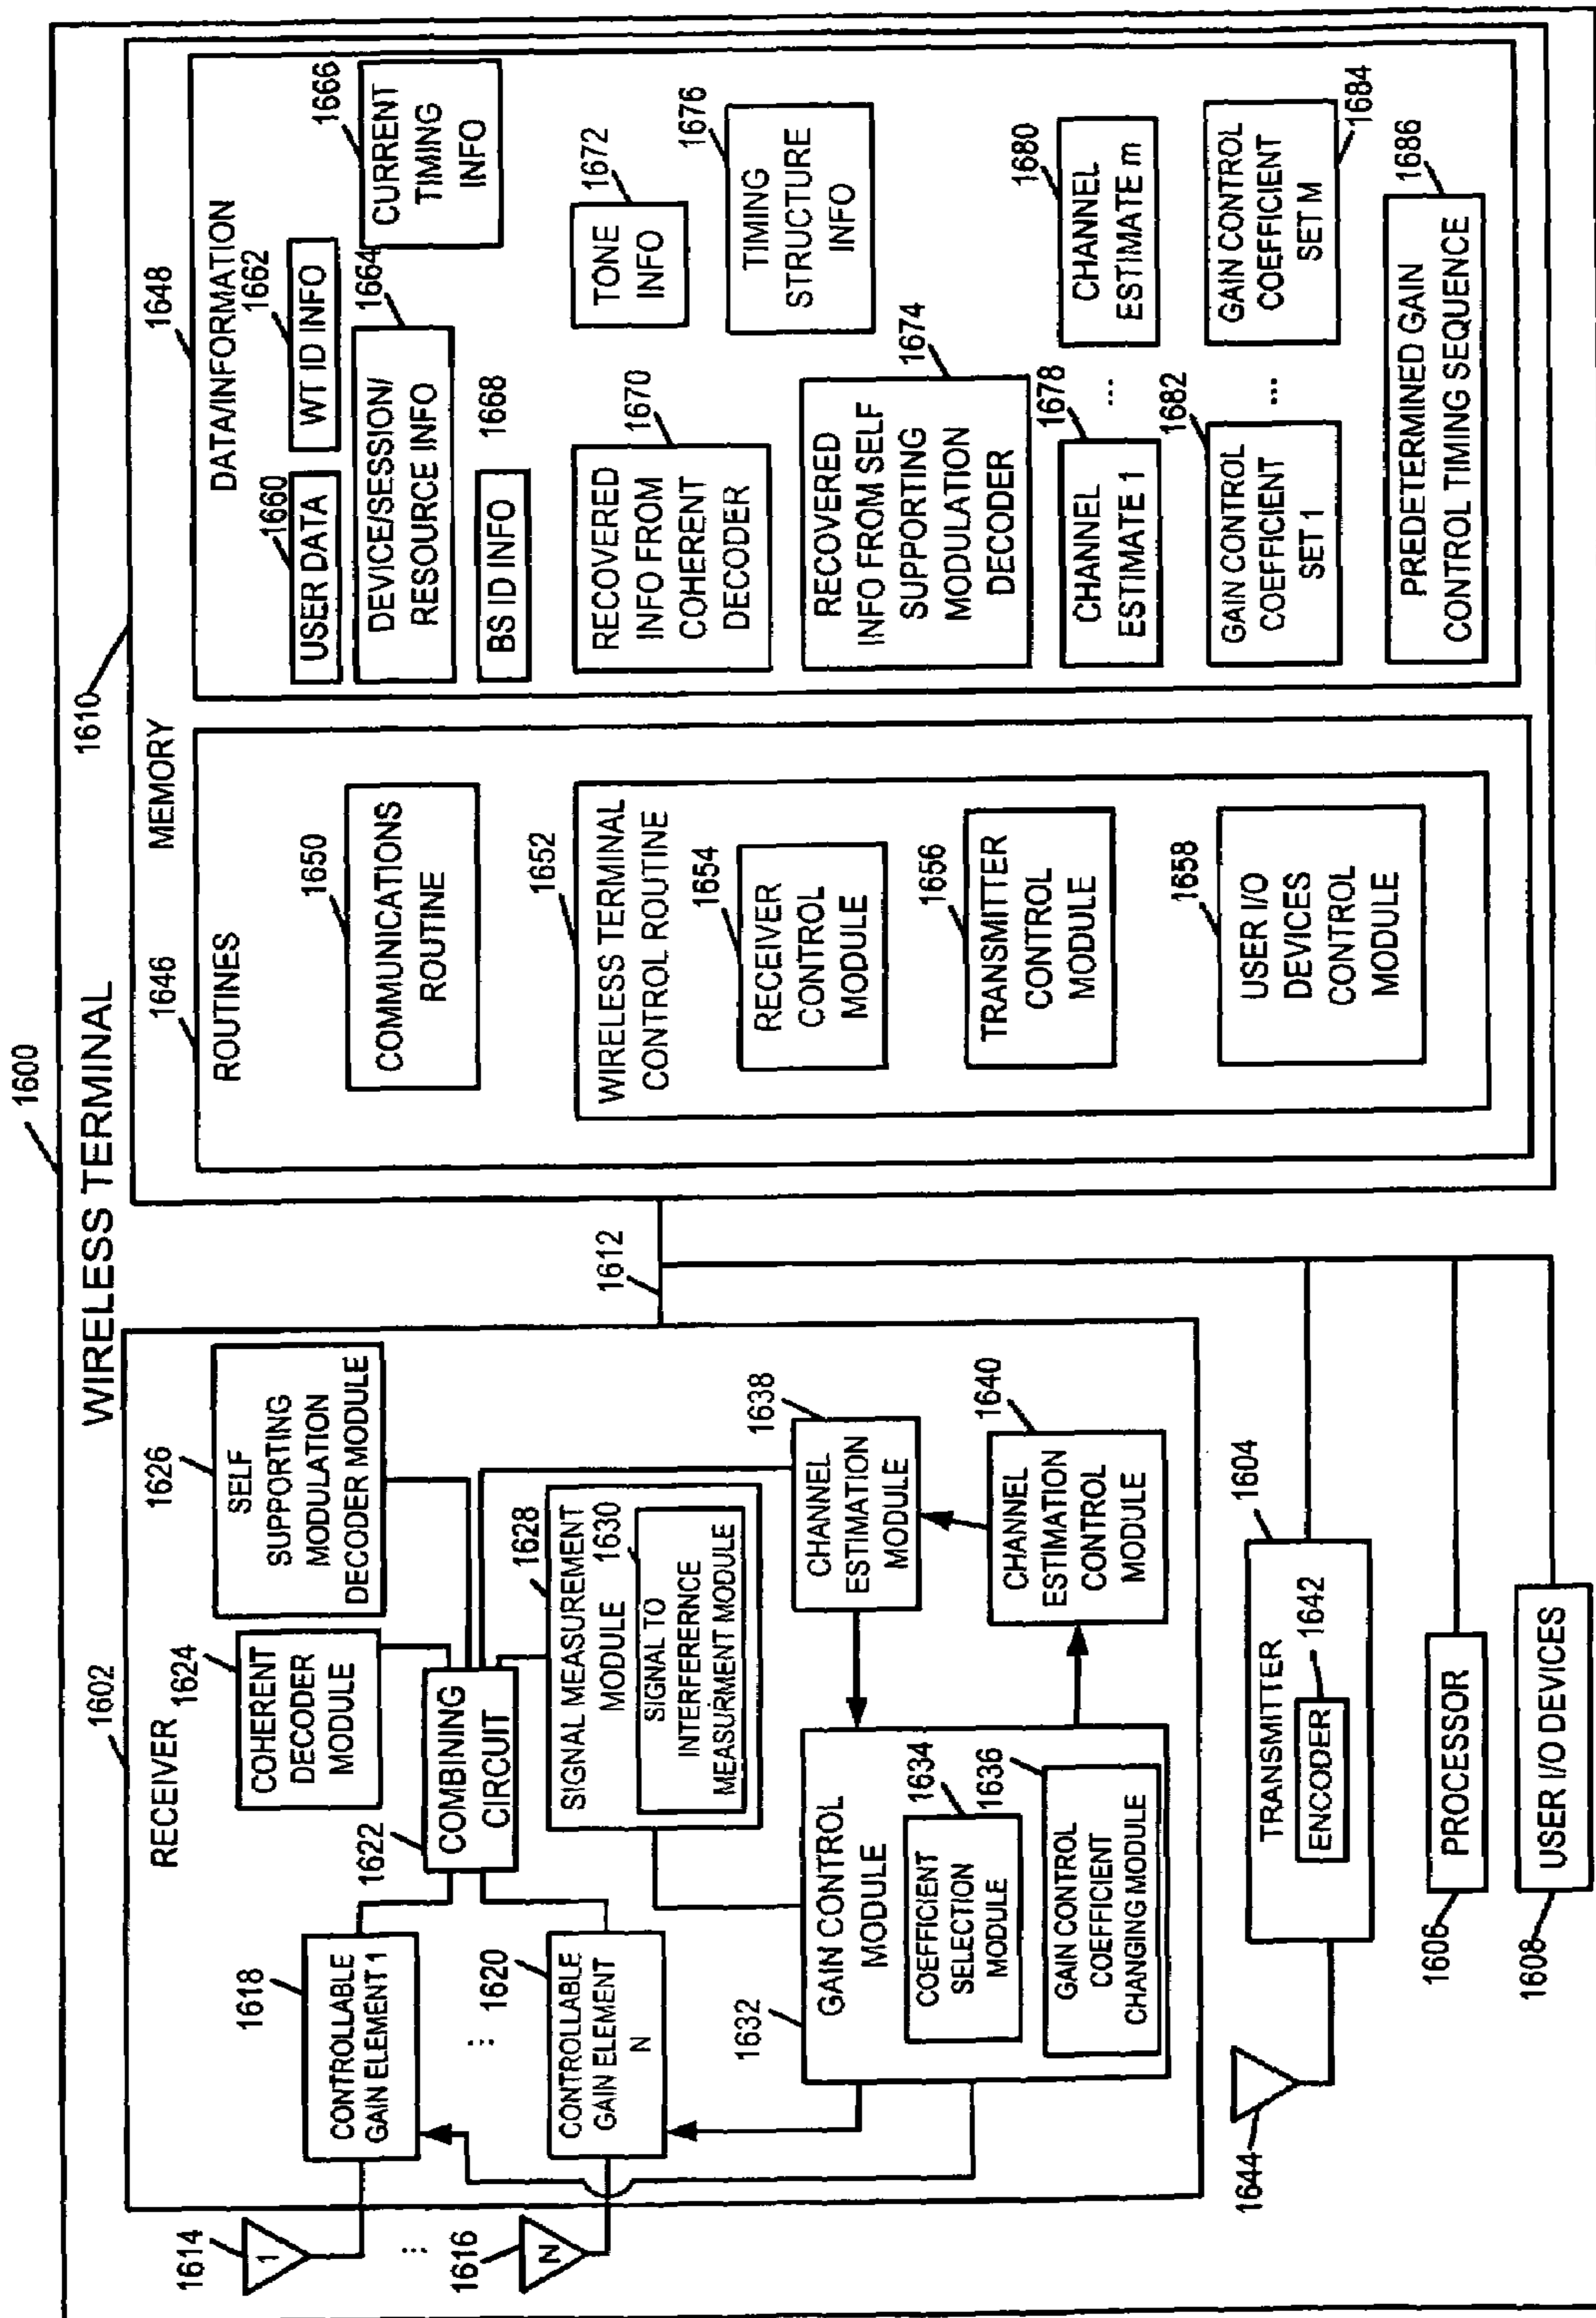 1600
WIRELESS TERMINAL
1602
RECEIVER
1614
1
⋮
1616
N
1618
CONTROLLABLE
GAIN ELEMENT 1
⋮
1620
CONTROLLABLE
GAIN ELEMENT
N
1622
COMBINING
CIRCUIT
1624
COHERENT
DECODER
MODULE
1626
SELF
SUPPORTING
MODULATION
DECODER MODULE
1628
SIGNAL MEASUREMENT
MODULE
1630
SIGNAL TO
INTERFERNCE
MEASURMENT MODULE
1632
GAIN CONTROL
MODULE
1634
COEFFICIENT
SELECTION
MODULE
1636
GAIN CONTROL
COEFFICIENT
CHANGING MODULE
1638
CHANNEL
ESTIMATION
MODULE
1640
CHANNEL
ESTIMATION
CONTROL
MODULE
1612
1644
1604
TRANSMITTER
ENCODER
1642
1606
PROCESSOR
1608
USER I/O DEVICES
1610
MEMORY
1646
ROUTINES
1650
COMMUNICATIONS
ROUTINE
1652
WIRELESS TERMINAL
CONTROL ROUTINE
1654
RECEIVER
CONTROL
MODULE
1656
TRANSMITTER
CONTROL
MODULE
1658
USER I/O
DEVICES
CONTROL
MODULE
1648
DATA/INFORMATION
1660
USER DATA
1662
WT ID INFO
1664
DEVICE/SESSION/
RESOURCE INFO
1666
CURRENT
TIMING
INFO
1668
BS ID INFO
1670
RECOVERED
INFO FROM
COHERENT
DECODER
1672
TONE
INFO
1674
RECOVERED
INFO FROM SELF
SUPPORTING
MODULATION
DECODER
1676
TIMING
STRUCTURE
INFO
1678
CHANNEL
ESTIMATE 1
...
1680
CHANNEL
ESTIMATE m
1682
GAIN CONTROL
COEFFICIENT
SET 1
...
GAIN CONTROL
COEFFICIENT
SET M
1684
1686
PREDETERMINED GAIN
CONTROL TIMING SEQUENCE